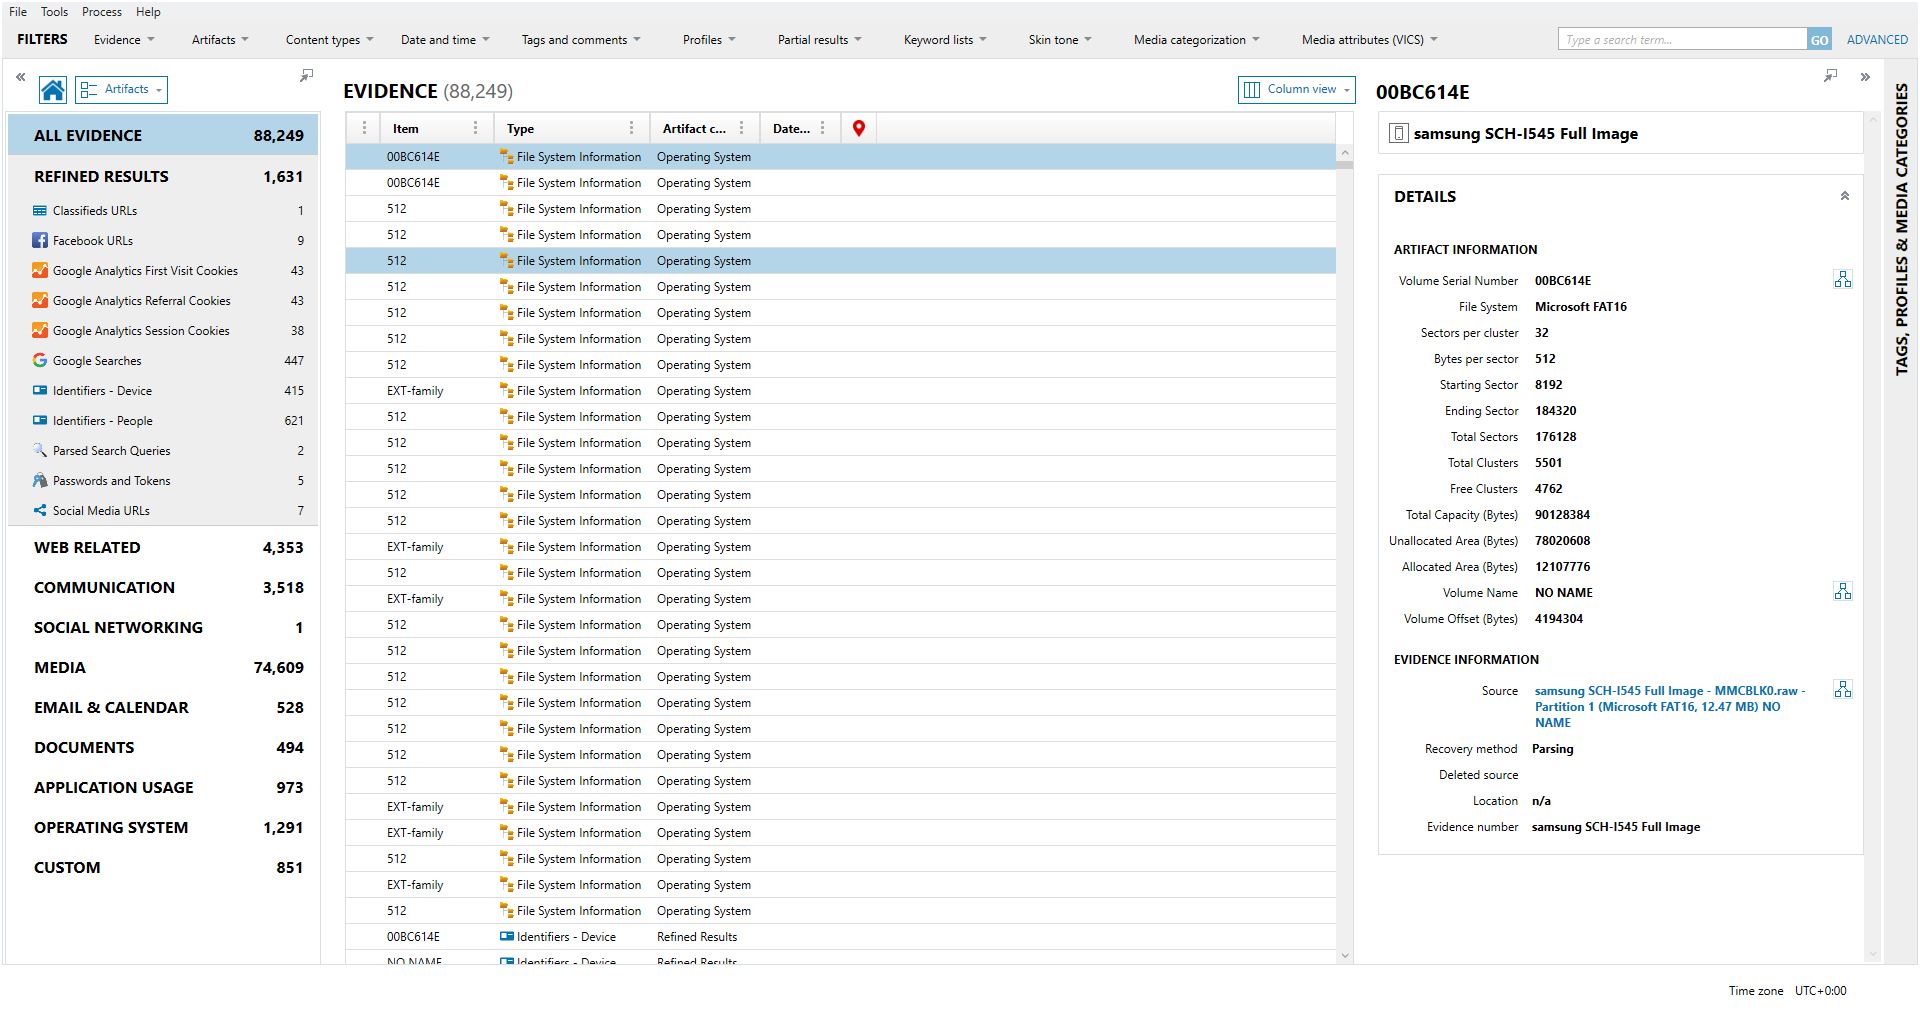 File Tools Process Help
FILTERS Evidence Artifacts Content types Date and time Tags and comments Profiles Partial results Keyword lists Skin tone Media categorization Media attributes (VICS) Type a search term... GO ADVANCED
Artifacts
ALL EVIDENCE 88,249
REFINED RESULTS 1,631
Classifieds URLs 1
Facebook URLs 9
Google Analytics First Visit Cookies 43
Google Analytics Referral Cookies 43
Google Analytics Session Cookies 38
Google Searches 447
Identifiers - Device 415
Identifiers - People 621
Parsed Search Queries 2
Passwords and Tokens 5
Social Media URLs 7
WEB RELATED 4,353
COMMUNICATION 3,518
SOCIAL NETWORKING 1
MEDIA 74,609
EMAIL & CALENDAR 528
DOCUMENTS 494
APPLICATION USAGE 973
OPERATING SYSTEM 1,291
CUSTOM 851
EVIDENCE (88,249) Column view
Item Type Artifact c... Date...
00BC614E File System Information Operating System
00BC614E File System Information Operating System
512 File System Information Operating System
512 File System Information Operating System
512 File System Information Operating System
512 File System Information Operating System
512 File System Information Operating System
512 File System Information Operating System
512 File System Information Operating System
EXT-family File System Information Operating System
512 File System Information Operating System
512 File System Information Operating System
512 File System Information Operating System
512 File System Information Operating System
512 File System Information Operating System
EXT-family File System Information Operating System
512 File System Information Operating System
EXT-family File System Information Operating System
512 File System Information Operating System
512 File System Information Operating System
512 File System Information Operating System
512 File System Information Operating System
512 File System Information Operating System
512 File System Information Operating System
512 File System Information Operating System
EXT-family File System Information Operating System
EXT-family File System Information Operating System
512 File System Information Operating System
EXT-family File System Information Operating System
512 File System Information Operating System
00BC614E Identifiers - Device Refined Results
NO NAME Identifiers - Device Refined Results
00BC614E
samsung SCH-I545 Full Image
DETAILS
ARTIFACT INFORMATION
Volume Serial Number 00BC614E
File System Microsoft FAT16
Sectors per cluster 32
Bytes per sector 512
Starting Sector 8192
Ending Sector 184320
Total Sectors 176128
Total Clusters 5501
Free Clusters 4762
Total Capacity (Bytes) 90128384
Unallocated Area (Bytes) 78020608
Allocated Area (Bytes) 12107776
Volume Name NO NAME
Volume Offset (Bytes) 4194304
EVIDENCE INFORMATION
Source samsung SCH-I545 Full Image - MMCBLK0.raw -
Partition 1 (Microsoft FAT16, 12.47 MB) NO
NAME
Recovery method Parsing
Deleted source
Location n/a
Evidence number samsung SCH-I545 Full Image
TAGS, PROFILES & MEDIA CATEGORIES
Time zone UTC+0:00